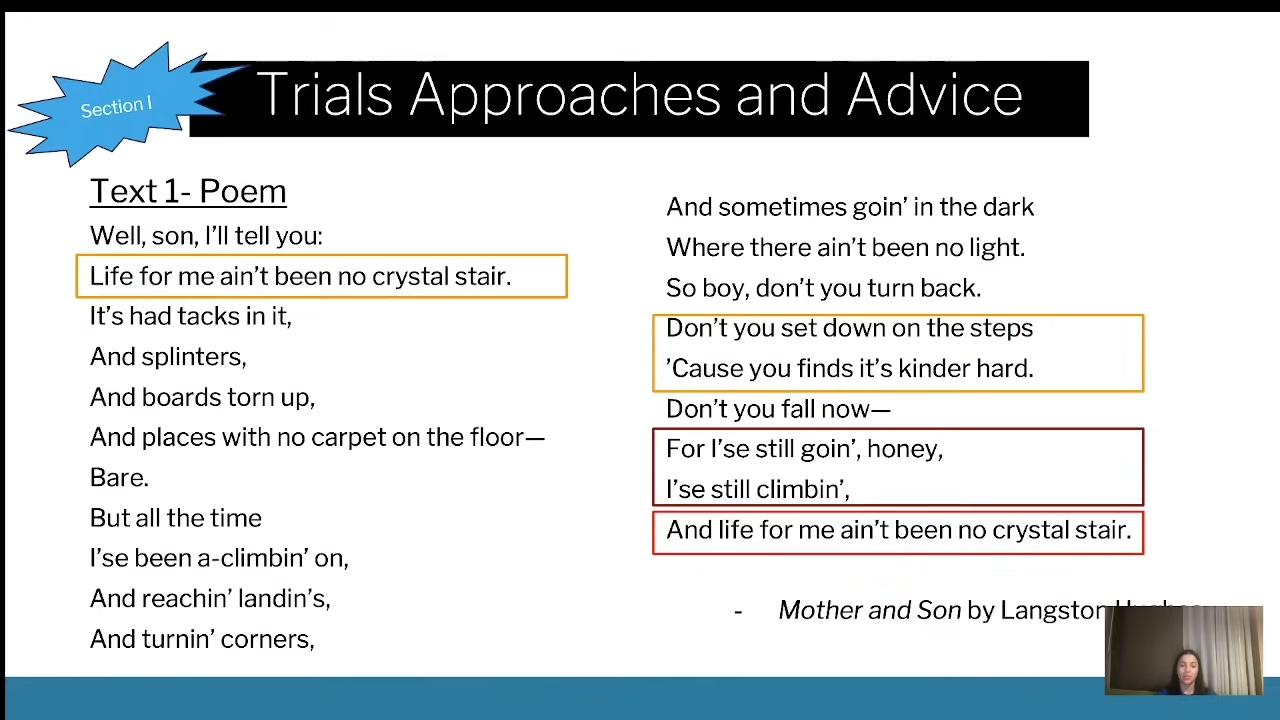 Section I
Trials Approaches and Advice
Text 1- Poem
Well, son, I’ll tell you:
Life for me ain’t been no crystal stair.
It’s had tacks in it,
And splinters,
And boards torn up,
And places with no carpet on the floor—
Bare.
But all the time
I’se been a-climbin’ on,
And reachin’ landin’s,
And turnin’ corners,
And sometimes goin’ in the dark
Where there ain’t been no light.
So boy, don’t you turn back.
Don’t you set down on the steps
’Cause you finds it’s kinder hard.
Don’t you fall now—
For I’se still goin’, honey,
I’se still climbin’,
And life for me ain’t been no crystal stair.
- Mother and Son by Langston